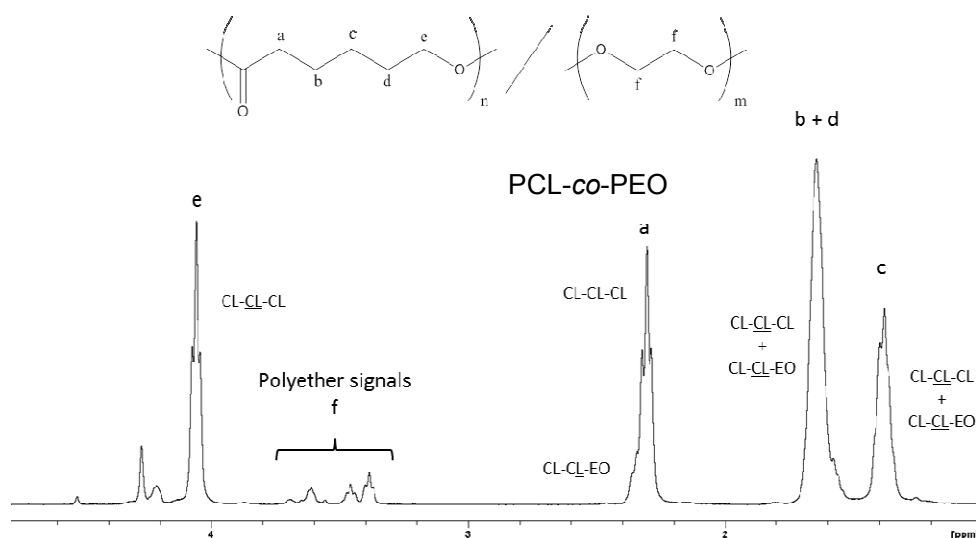 a
c
e
b
d
O
O
n
f
O
f
O
m
b + d
PCL-co-PEO
e
a
c
CL-CL-CL
CL-CL-CL
CL-CL-CL
+
CL-CL-EO
CL-CL-CL
+
CL-CL-EO
Polyether signals
f
CL-CL-EO
4
3
2
[ppm]